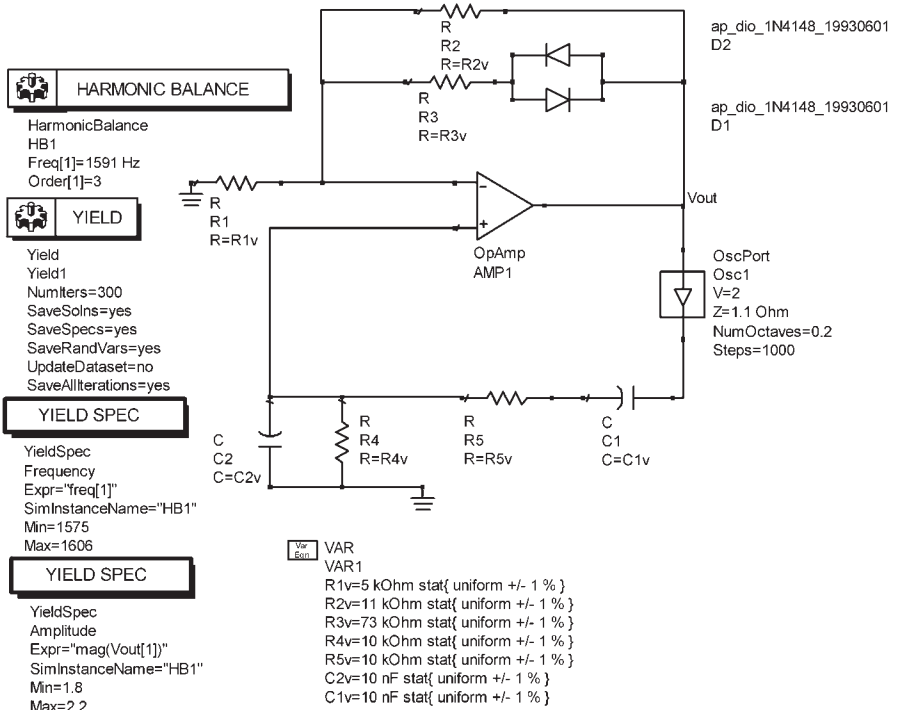 HARMONIC BALANCE
HarmonicBalance
HB1
Freq[1]=1591 Hz
Order[1]=3
YIELD
Yield
Yield1
NumIters=300
SaveSolns=yes
SaveSpecs=yes
SaveRandVars=yes
UpdateDataset=no
SaveAllIterations=yes
YIELD SPEC
YieldSpec
Frequency
Expr="freq[1]"
SimInstanceName="HB1"
Min=1575
Max=1606
YIELD SPEC
YieldSpec
Amplitude
Expr="mag(Vout[1])"
SimInstanceName="HB1"
Min=1.8
Max=2.2
R
R2
R=R2v
R
R3
R=R3v
ap_dio_1N4148_19930601
D2
ap_dio_1N4148_19930601
D1
R
R1
R=R1v
-
+
OpAmp
AMP1
Vout
OscPort
Osc1
V=2
Z=1.1 Ohm
NumOctaves=0.2
Steps=1000
C
C2
C=C2v
R
R4
R=R4v
R
R5
R=R5v
C
C1
C=C1v
Var
Eqn
VAR
VAR1
R1v=5 kOhm stat{ uniform +/- 1 % }
R2v=11 kOhm stat{ uniform +/- 1 % }
R3v=73 kOhm stat{ uniform +/- 1 % }
R4v=10 kOhm stat{ uniform +/- 1 % }
R5v=10 kOhm stat{ uniform +/- 1 % }
C2v=10 nF stat{ uniform +/- 1 % }
C1v=10 nF stat{ uniform +/- 1 % }